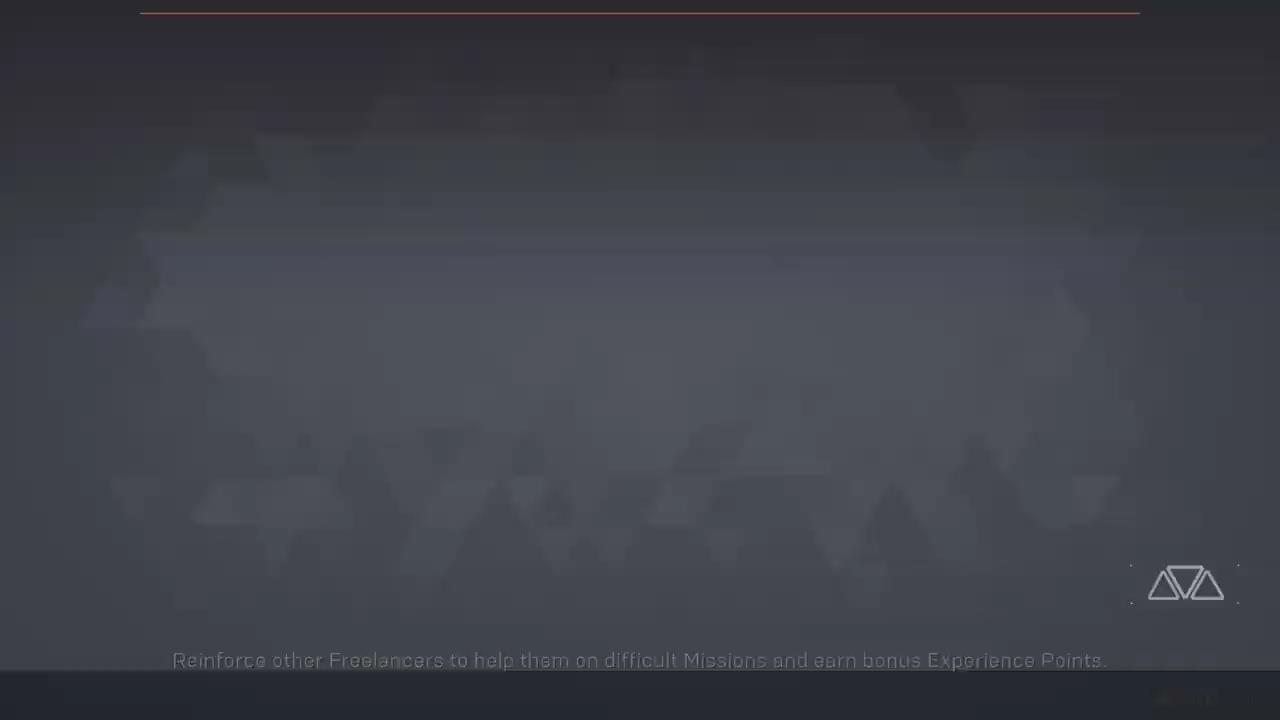 Reinforce other Freelancers to help them on difficult Missions and earn bonus Experience Points.